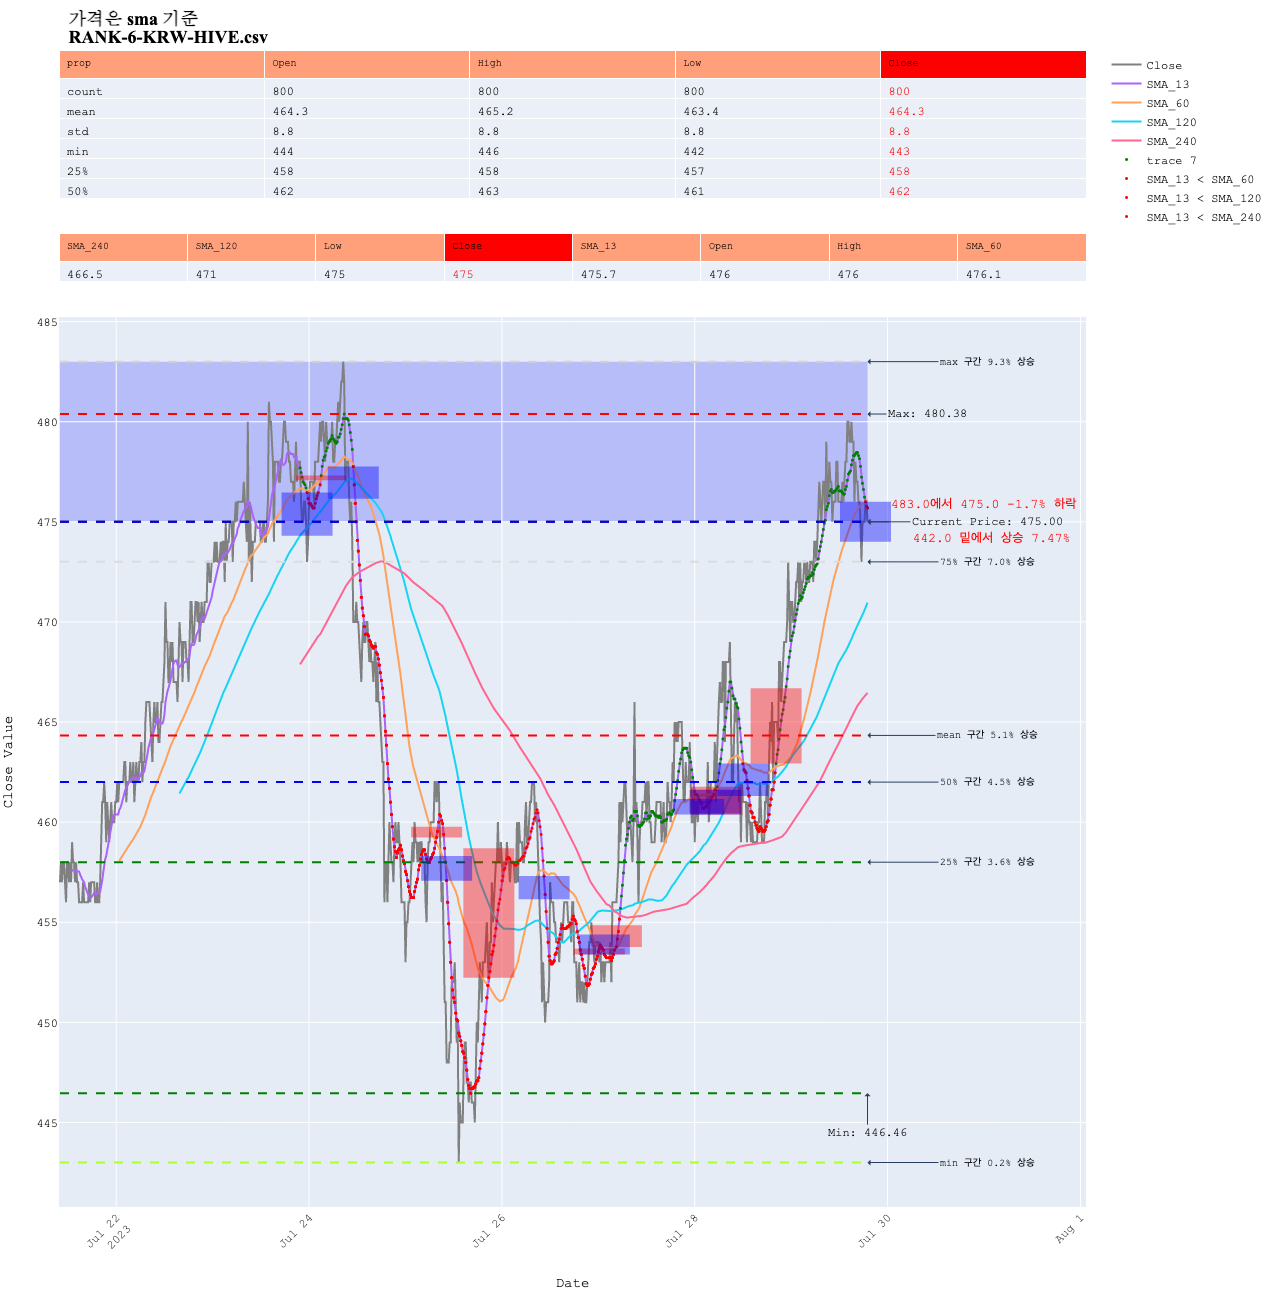 가격은 sma 기준
RANK-6-KRW-HIVE.csv
prop Open High Low Close
count 800 800 800 800
mean 464.3 465.2 463.4 464.3
std 8.8 8.8 8.8 8.8
min 444 446 442 443
25% 458 458 457 458
50% 462 463 461 462
SMA_240 SMA_120 Low Close SMA_13 Open High SMA_60
466.5 471 475 475 475.7 476 476 476.1
Close
SMA_13
SMA_60
SMA_120
SMA_240
trace 7
SMA_13 < SMA_60
SMA_13 < SMA_120
SMA_13 < SMA_240
485
480
475
470
465
460
455
450
445
Close Value
max 구간 9.3% 상승
Max: 480.38
483.0에서 475.0 -1.7% 하락
Current Price: 475.00
442.0 밑에서 상승 7.47%
75% 구간 7.0% 상승
mean 구간 5.1% 상승
50% 구간 4.5% 상승
25% 구간 3.6% 상승
Min: 446.46
min 구간 0.2% 상승
Jul 22
2023
Jul 24
Jul 26
Jul 28
Jul 30
Aug 1
Date